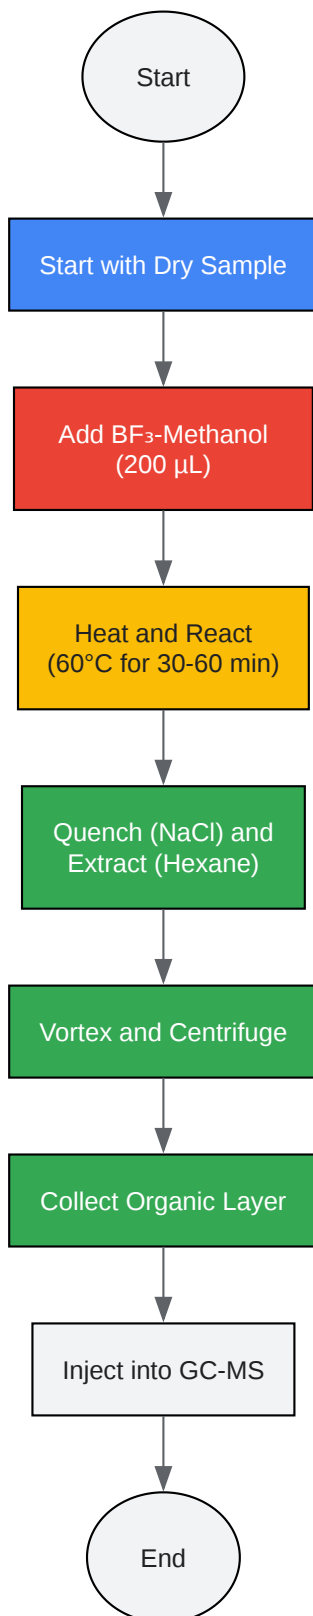 Start
Start with Dry Sample
Add BF₃-Methanol
(200 µL)
Heat and React
(60°C for 30-60 min)
Quench (NaCl) and
Extract (Hexane)
Vortex and Centrifuge
Collect Organic Layer
Inject into GC-MS
End